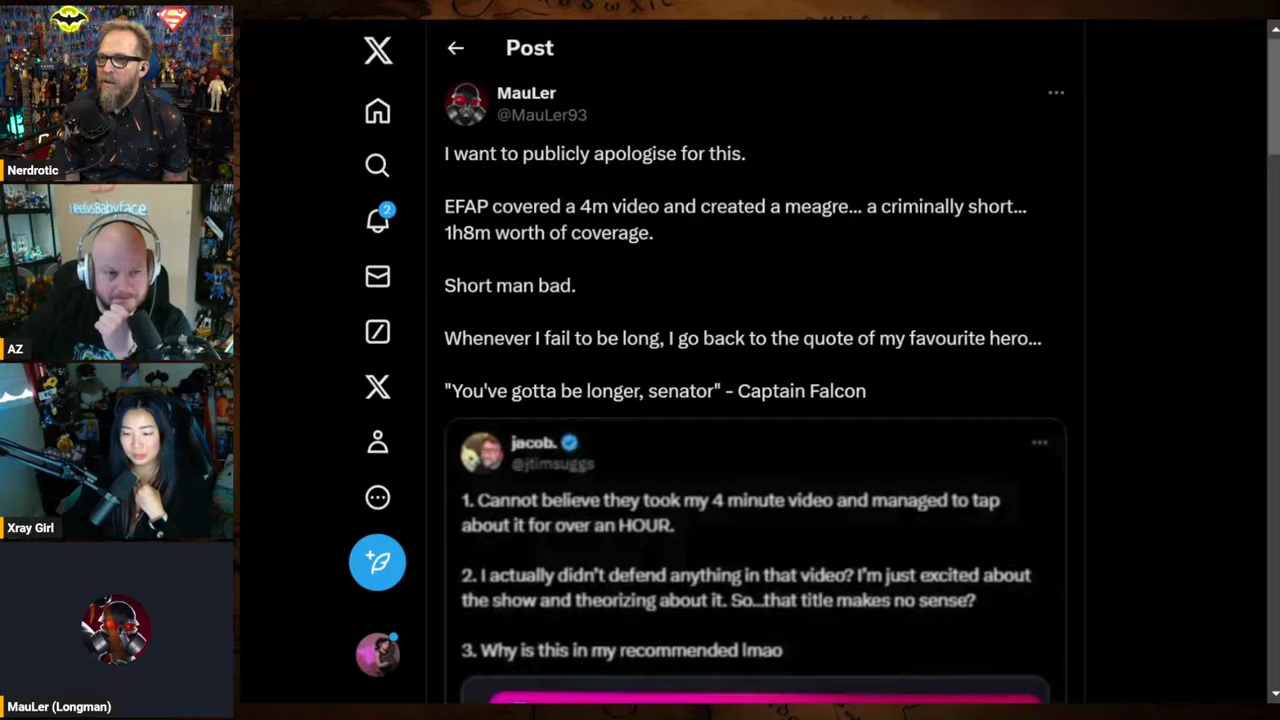 Post
MauLer
@MauLer93
I want to publicly apologise for this.
EFAP covered a 4m video and created a meagre... a criminally short...
1h8m worth of coverage.
Short man bad.
Whenever I fail to be long, I go back to the quote of my favourite hero...
"You've gotta be longer, senator" - Captain Falcon
jacob.
@jtimsuggs
1. Cannot believe they took my 4 minute video and managed to tap
about it for over an HOUR.
2. I actually didn't defend anything in that video? I'm just excited about
the show and theorizing about it. So...that title makes no sense?
3. Why is this in my recommended lmao
2
Nerdrotic
HeelvsBabyface
AZ
Xray Girl
MauLer (Longman)